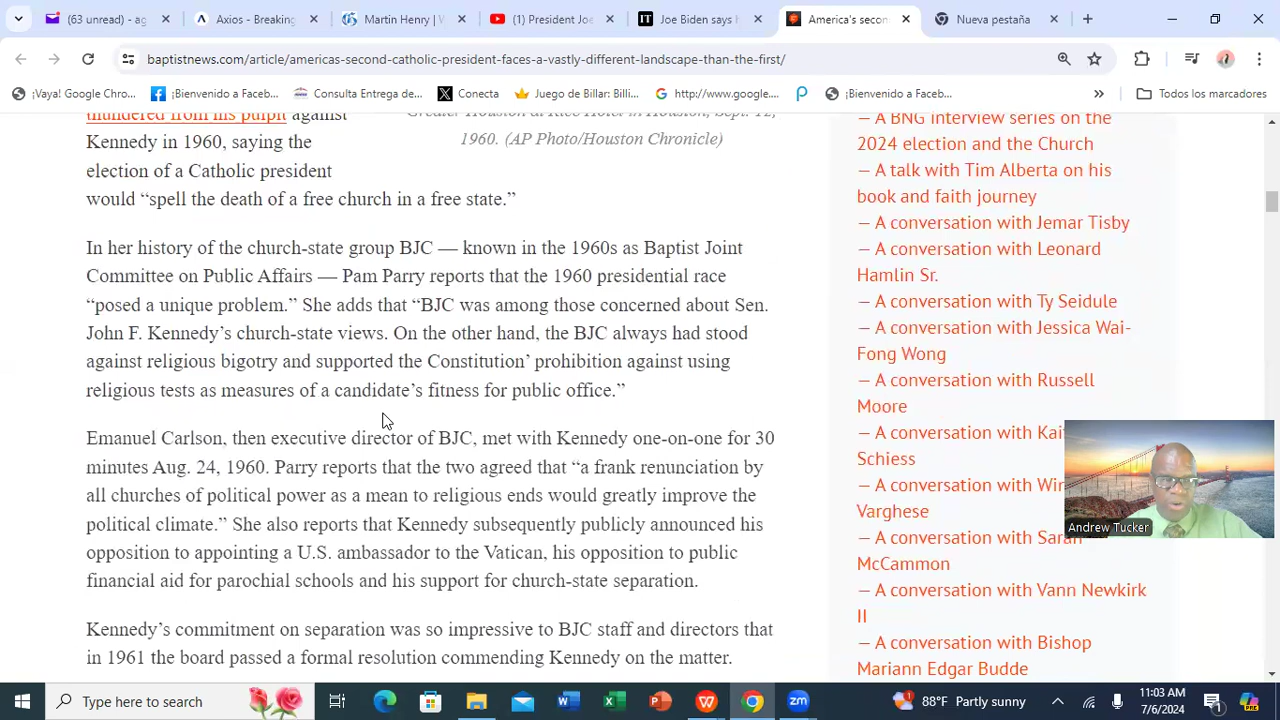 (63 unread) - ag
Axios - Breaking
Martin Henry | V
(1) President Joe
Joe Biden says h
America's secon
Nueva pestaña
baptistnews.com/article/americas-second-catholic-president-faces-a-vastly-different-landscape-than-the-first/
¡Vaya! Google Chro...
¡Bienvenido a Faceb...
Consulta Entrega de...
Conecta
Juego de Billar: Billi...
http://www.google....
¡Bienvenido a Faceb...
Todos los marcadores
thundered from his pulpit against
Kennedy in 1960, saying the
election of a Catholic president
would “spell the death of a free church in a free state.”
Greater Houston at Rice Hotel in Houston, Sept. 12,
1960. (AP Photo/Houston Chronicle)
In her history of the church-state group BJC — known in the 1960s as Baptist Joint
Committee on Public Affairs — Pam Parry reports that the 1960 presidential race
“posed a unique problem.” She adds that “BJC was among those concerned about Sen.
John F. Kennedy’s church-state views. On the other hand, the BJC always had stood
against religious bigotry and supported the Constitution’ prohibition against using
religious tests as measures of a candidate’s fitness for public office.”
Emanuel Carlson, then executive director of BJC, met with Kennedy one-on-one for 30
minutes Aug. 24, 1960. Parry reports that the two agreed that “a frank renunciation by
all churches of political power as a mean to religious ends would greatly improve the
political climate.” She also reports that Kennedy subsequently publicly announced his
opposition to appointing a U.S. ambassador to the Vatican, his opposition to public
financial aid for parochial schools and his support for church-state separation.
Kennedy’s commitment on separation was so impressive to BJC staff and directors that
in 1961 the board passed a formal resolution commending Kennedy on the matter.
— A BNG interview series on the
2024 election and the Church
— A talk with Tim Alberta on his
book and faith journey
— A conversation with Jemar Tisby
— A conversation with Leonard
Hamlin Sr.
— A conversation with Ty Seidule
— A conversation with Jessica Wai-
Fong Wong
— A conversation with Russell
Moore
— A conversation with Kai
Schiess
— A conversation with Win
Varghese
— A conversation with Sarah
McCammon
— A conversation with Vann Newkirk
II
— A conversation with Bishop
Mariann Edgar Budde
Andrew Tucker
Type here to search
88°F Partly sunny
11:03 AM
7/6/2024